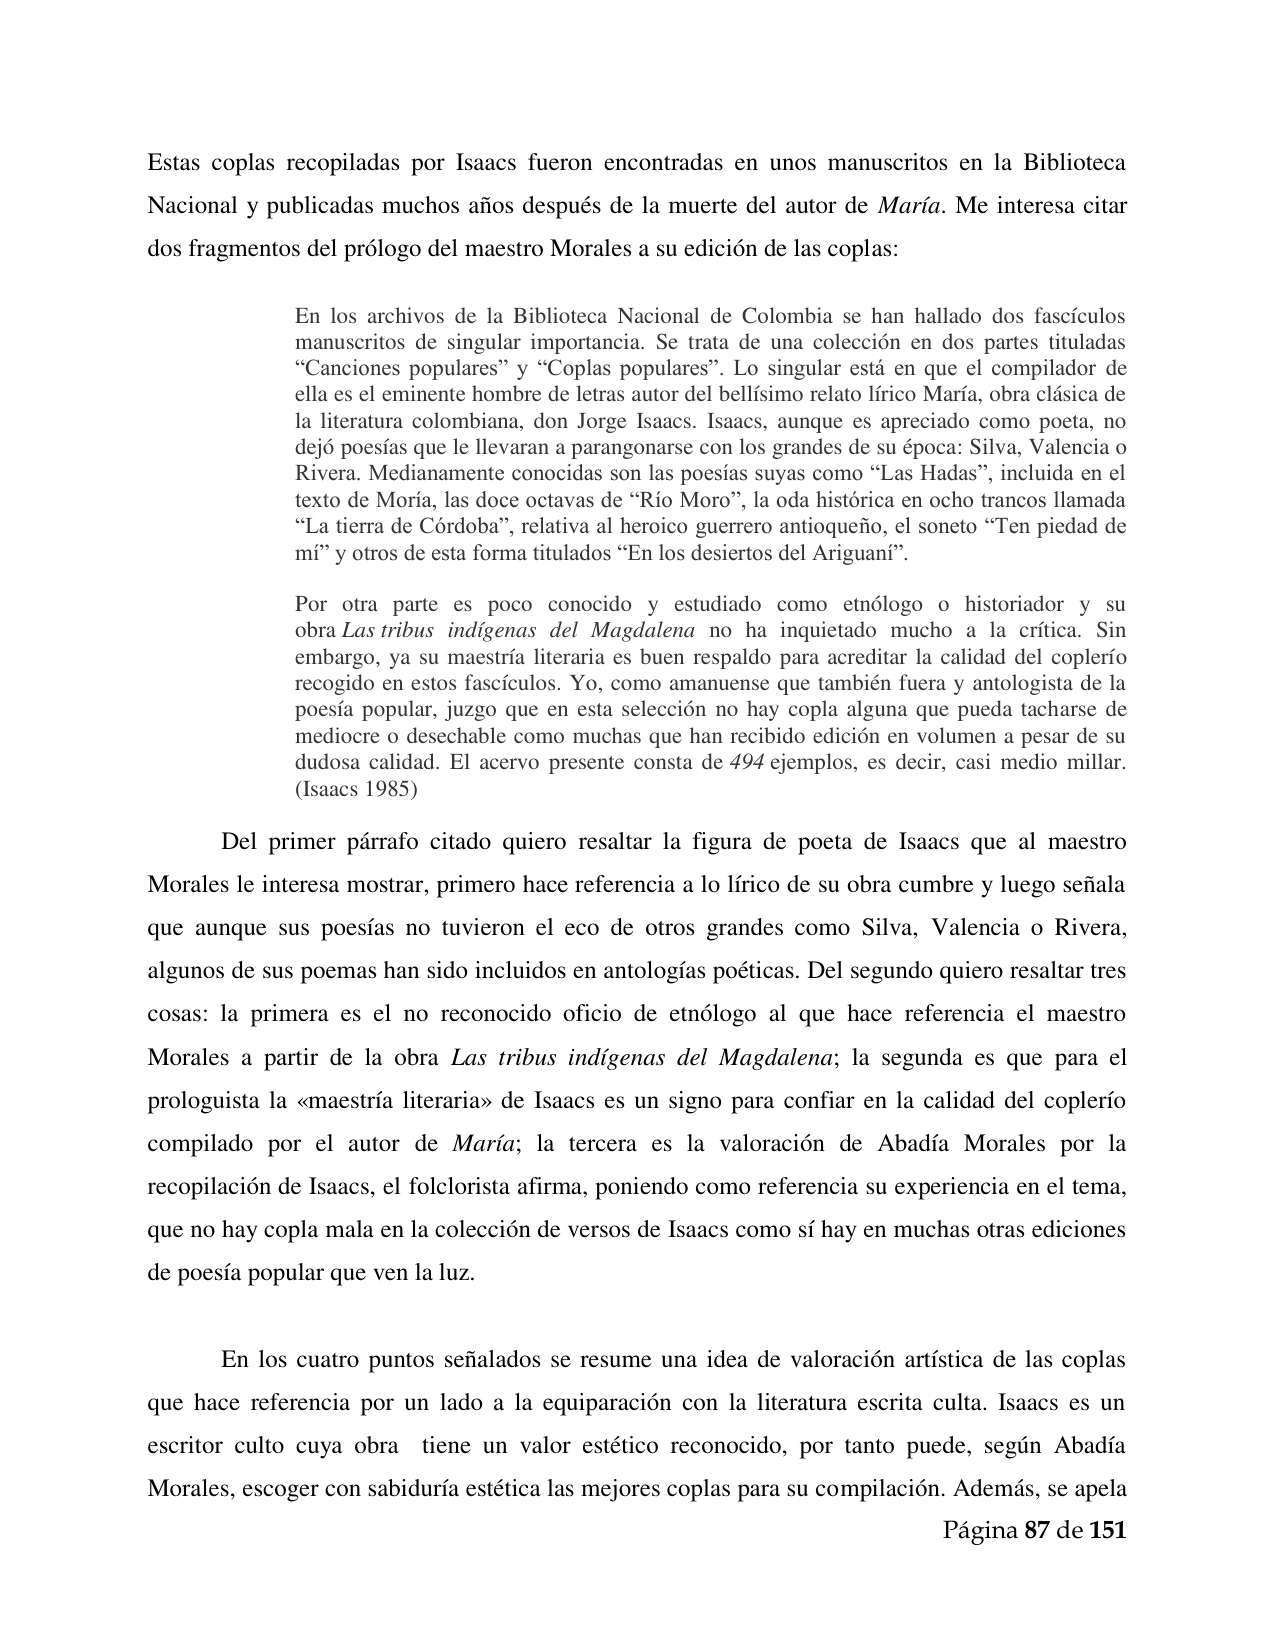 Estas coplas recopiladas por Isaacs fueron encontradas en unos manuscritos en la Biblioteca
Nacional y publicadas muchos años después de la muerte del autor de María. Me interesa citar
dos fragmentos del prólogo del maestro Morales a su edición de las coplas:
En los archivos de la Biblioteca Nacional de Colombia se han hallado dos fascículos
manuscritos de singular importancia. Se trata de una colección en dos partes tituladas
“Canciones populares” y “Coplas populares”. Lo singular está en que el compilador de
ella es el eminente hombre de letras autor del bellísimo relato lírico María, obra clásica de
la literatura colombiana, don Jorge Isaacs. Isaacs, aunque es apreciado como poeta, no
dejó poesías que le llevaran a parangonarse con los grandes de su época: Silva, Valencia o
Rivera. Medianamente conocidas son las poesías suyas como “Las Hadas”, incluida en el
texto de Moría, las doce octavas de “Río Moro”, la oda histórica en ocho trancos llamada
“La tierra de Córdoba”, relativa al heroico guerrero antioqueño, el soneto “Ten piedad de
mí” y otros de esta forma titulados “En los desiertos del Ariguaní”.
Por otra parte es poco conocido y estudiado como etnólogo o historiador y su
obra Las tribus indígenas del Magdalena no ha inquietado mucho a la crítica. Sin
embargo, ya su maestría literaria es buen respaldo para acreditar la calidad del coplerío
recogido en estos fascículos. Yo, como amanuense que también fuera y antologista de la
poesía popular, juzgo que en esta selección no hay copla alguna que pueda tacharse de
mediocre o desechable como muchas que han recibido edición en volumen a pesar de su
dudosa calidad. El acervo presente consta de 494 ejemplos, es decir, casi medio millar.
(Isaacs 1985)
Del primer párrafo citado quiero resaltar la figura de poeta de Isaacs que al maestro
Morales le interesa mostrar, primero hace referencia a lo lírico de su obra cumbre y luego señala
que aunque sus poesías no tuvieron el eco de otros grandes como Silva, Valencia o Rivera,
algunos de sus poemas han sido incluidos en antologías poéticas. Del segundo quiero resaltar tres
cosas: la primera es el no reconocido oficio de etnólogo al que hace referencia el maestro
Morales a partir de la obra Las tribus indígenas del Magdalena; la segunda es que para el
prologuista la «maestría literaria» de Isaacs es un signo para confiar en la calidad del coplerío
compilado por el autor de María; la tercera es la valoración de Abadía Morales por la
recopilación de Isaacs, el folclorista afirma, poniendo como referencia su experiencia en el tema,
que no hay copla mala en la colección de versos de Isaacs como sí hay en muchas otras ediciones
de poesía popular que ven la luz.
En los cuatro puntos señalados se resume una idea de valoración artística de las coplas
que hace referencia por un lado a la equiparación con la literatura escrita culta. Isaacs es un
escritor culto cuya obra tiene un valor estético reconocido, por tanto puede, según Abadía
Morales, escoger con sabiduría estética las mejores coplas para su compilación. Además, se apela
Página 87 de 151